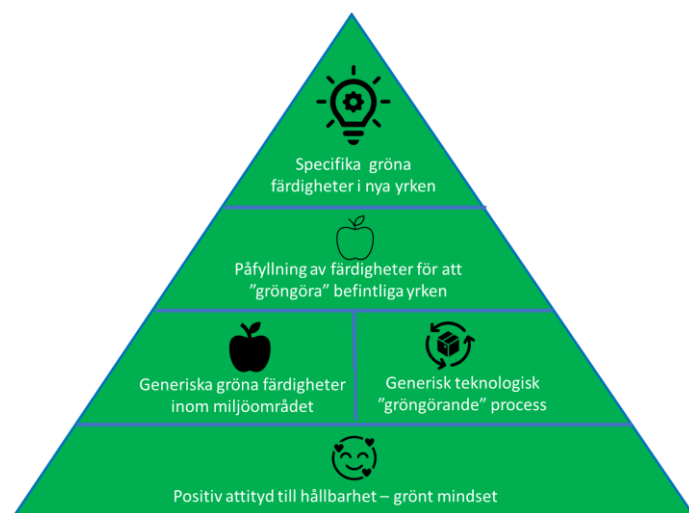 Specifika gröna
färdigheter i nya yrken
Påfyllning av färdigheter för att
”gröngöra” befintliga yrken
Generiska gröna färdigheter
inom miljöområdet
Generisk teknologisk
”gröngörande” process
Positiv attityd till hållbarhet – grönt mindset